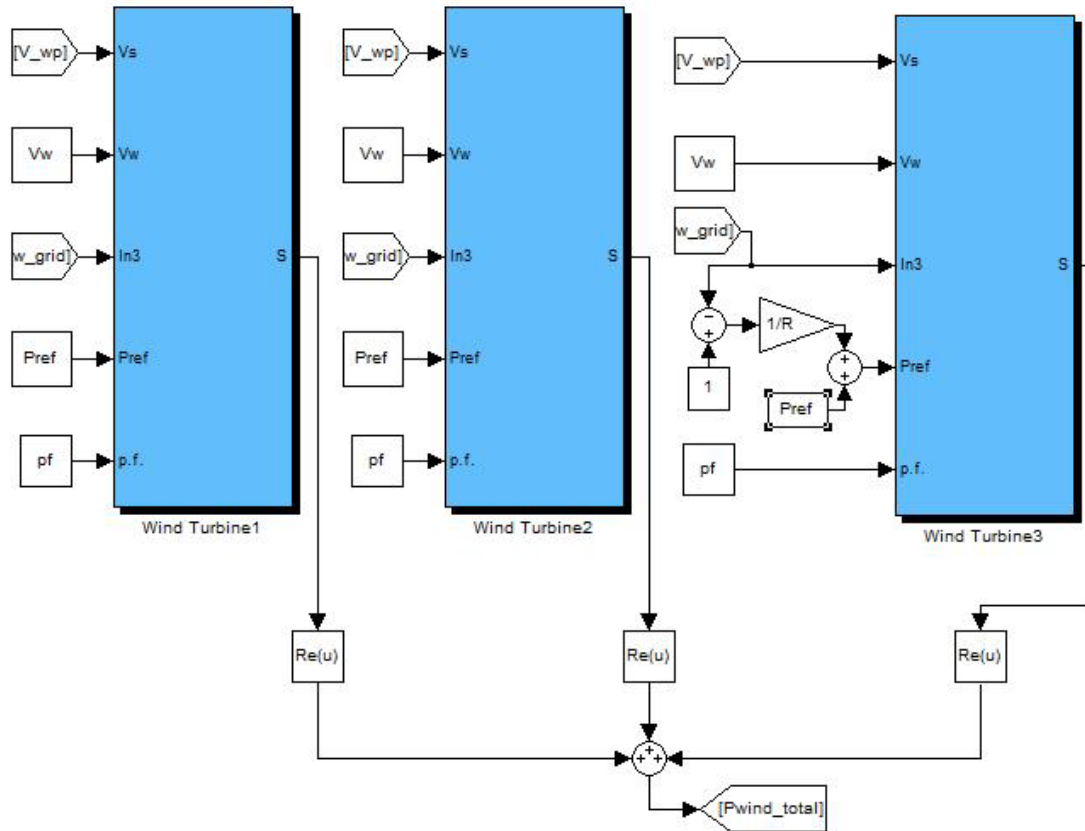 [V_wp]
Vs
Vw
Vw
w_grid]
In3
S
Pref
Pref
pf
p.f.
Wind Turbine1
[V_wp]
Vs
Vw
Vw
w_grid]
In3
S
Pref
Pref
pf
p.f.
Wind Turbine2
[V_wp]
Vs
Vw
Vw
w_grid]
In3
S
−
+
1/R
+
+
Pref
1
Pref
pf
p.f.
Wind Turbine3
Re(u)
Re(u)
Re(u)
+++
[Pwind_total]